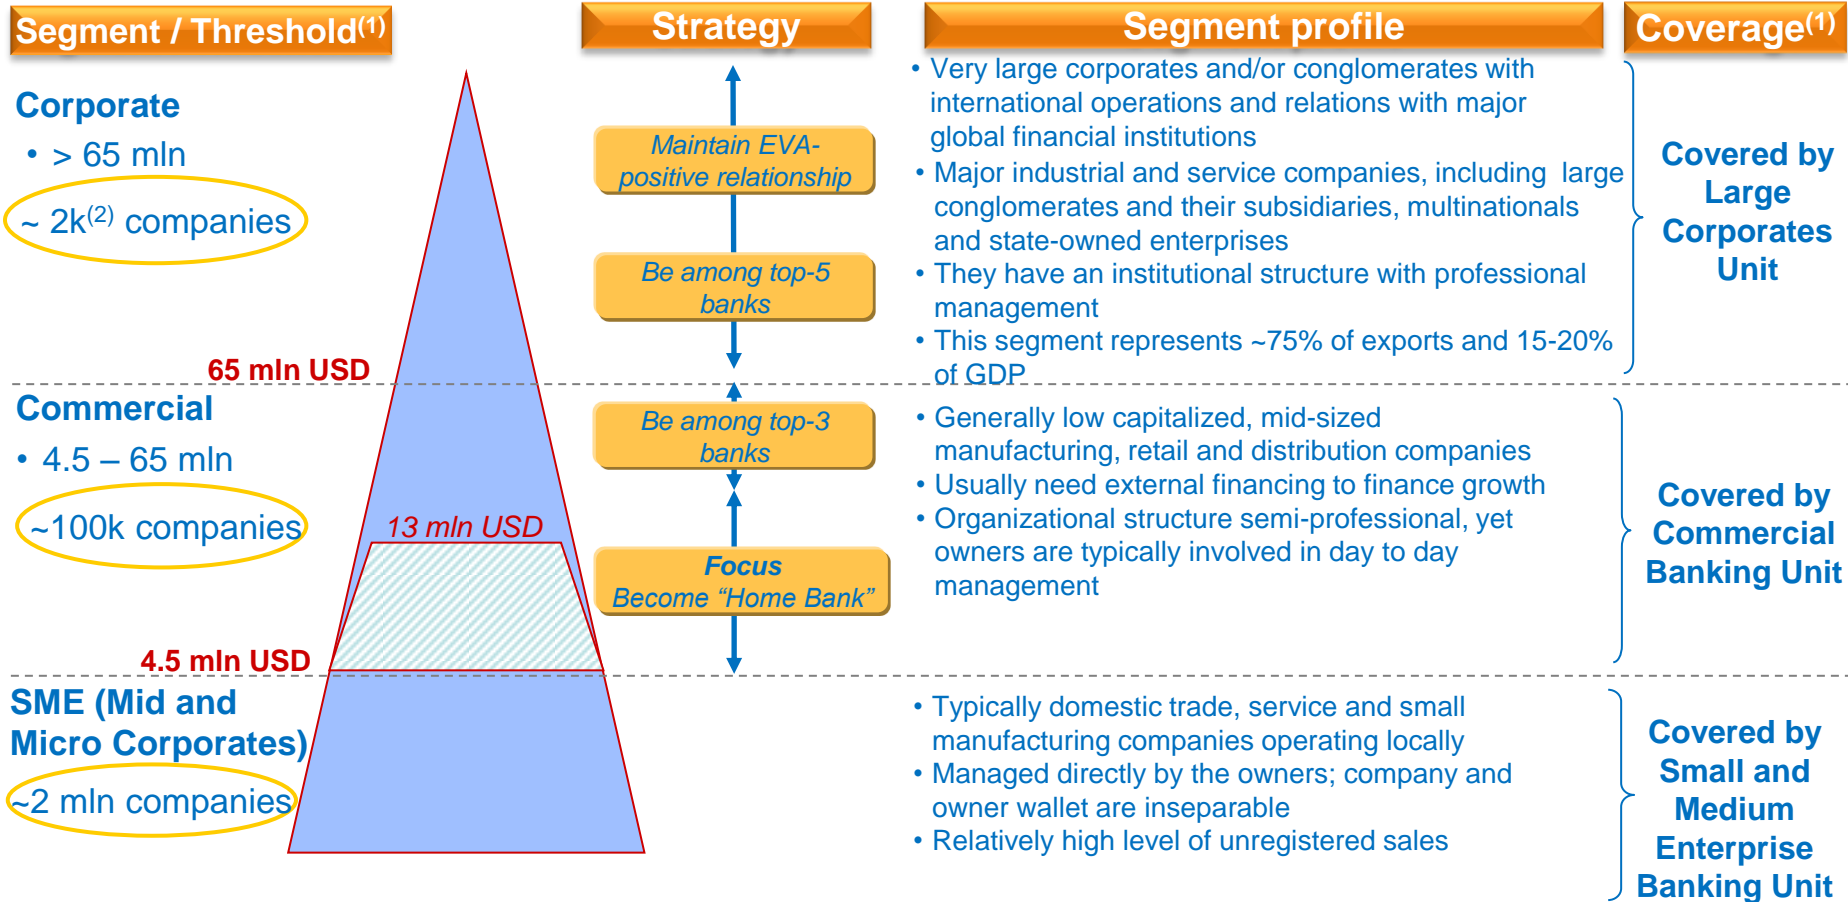 Segment / Threshold(1)
Strategy
Segment profile
Coverage(1)
Corporate
• > 65 mln
~ 2k(2) companies
65 mln USD
Maintain EVA-
positive relationship
Be among top-5
banks
• Very large corporates and/or conglomerates with
international operations and relations with major
global financial institutions
• Major industrial and service companies, including large
conglomerates and their subsidiaries, multinationals
and state-owned enterprises
• They have an institutional structure with professional
management
• This segment represents ~75% of exports and 15-20%
of GDP
Covered by
Large
Corporates
Unit
Commercial
• 4.5 – 65 mln
~100k companies
13 mln USD
4.5 mln USD
Be among top-3
banks
Focus
Become “Home Bank”
• Generally low capitalized, mid-sized
manufacturing, retail and distribution companies
• Usually need external financing to finance growth
• Organizational structure semi-professional, yet
owners are typically involved in day to day
management
Covered by
Commercial
Banking Unit
SME (Mid and
Micro Corporates)
~2 mln companies
• Typically domestic trade, service and small
manufacturing companies operating locally
• Managed directly by the owners; company and
owner wallet are inseparable
• Relatively high level of unregistered sales
Covered by
Small and
Medium
Enterprise
Banking Unit